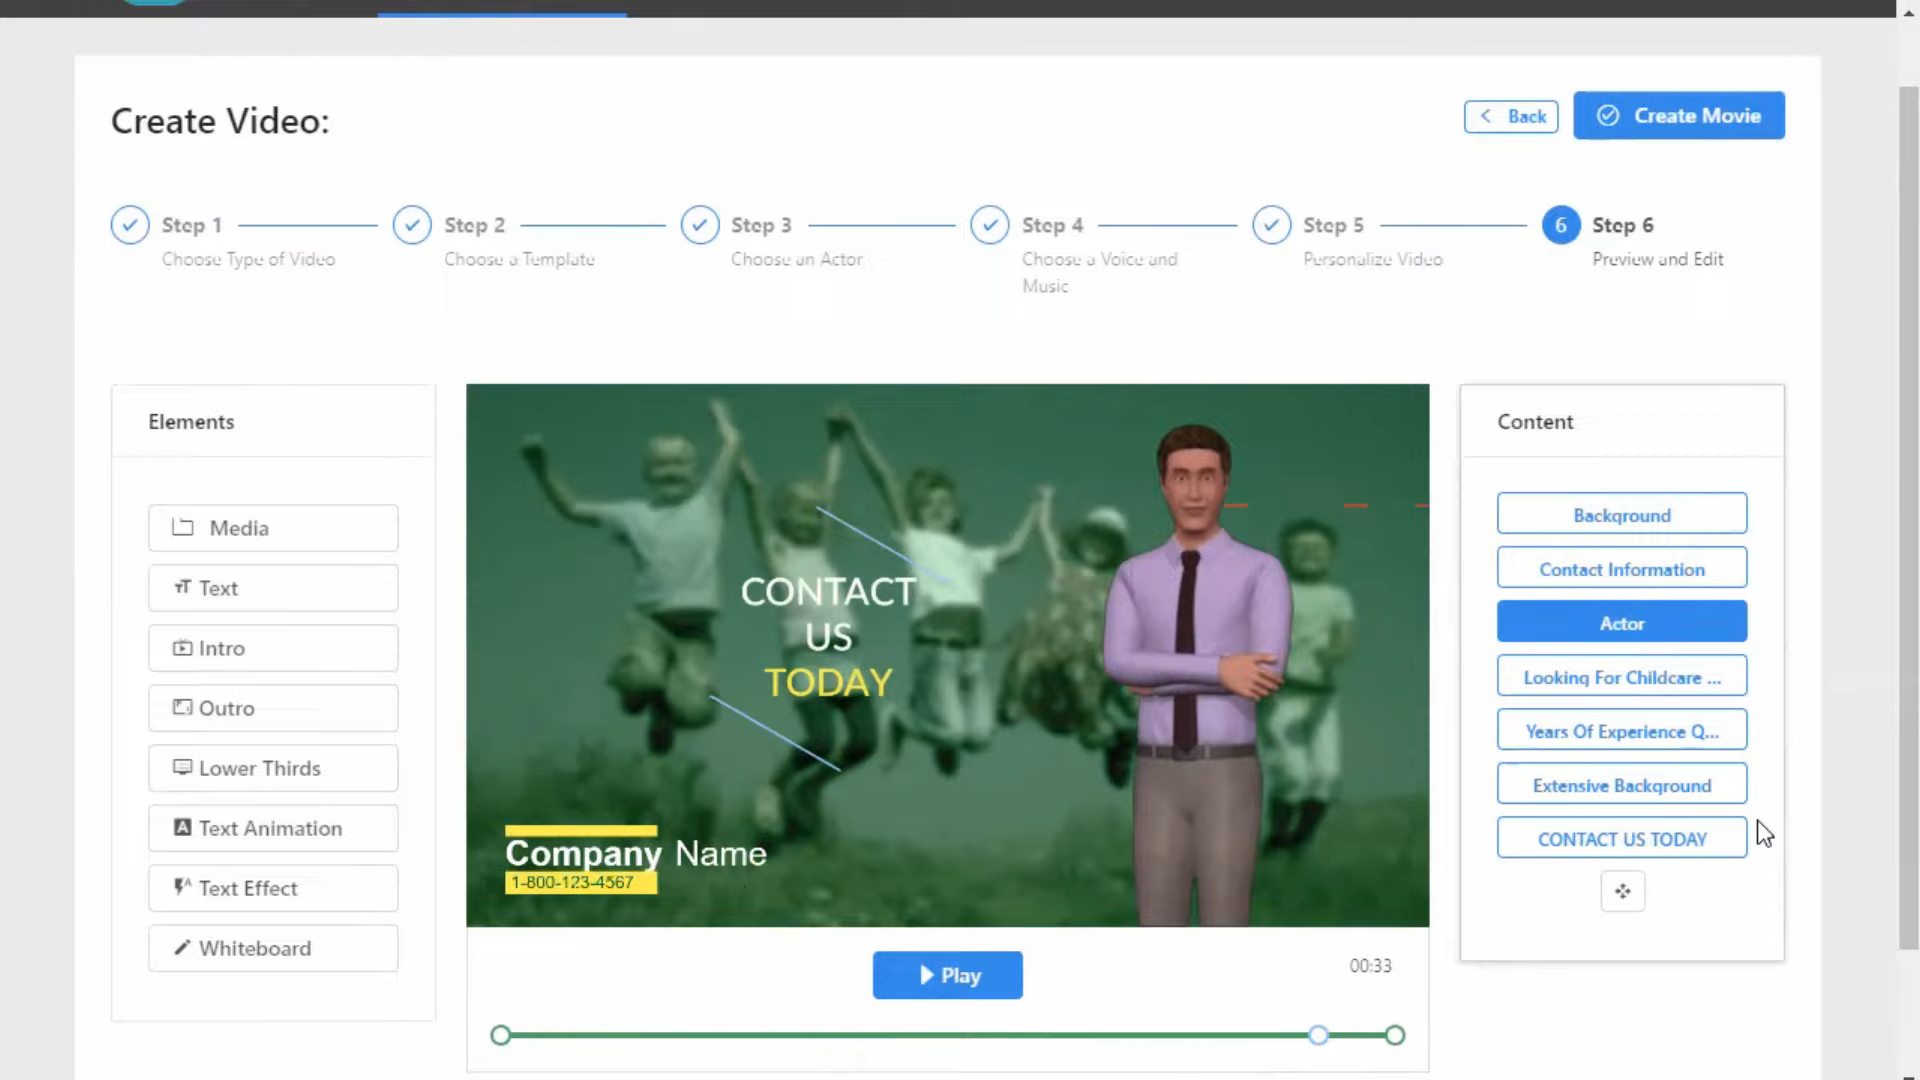 Create Video:
Back
Create Movie
Step 1
Choose Type of Video
Step 2
Choose a Template
Step 3
Choose an Actor
Step 4
Choose a Voice and
Music
Step 5
Personalize Video
6
Step 6
Preview and Edit
Elements
Media
Text
Intro
Outro
Lower Thirds
Text Animation
Text Effect
Whiteboard
CONTACT
US
TODAY
Company Name
1-800-123-4567
Play
00:33
Content
Background
Contact Information
Actor
Looking For Childcare ...
Years Of Experience Q...
Extensive Background
CONTACT US TODAY